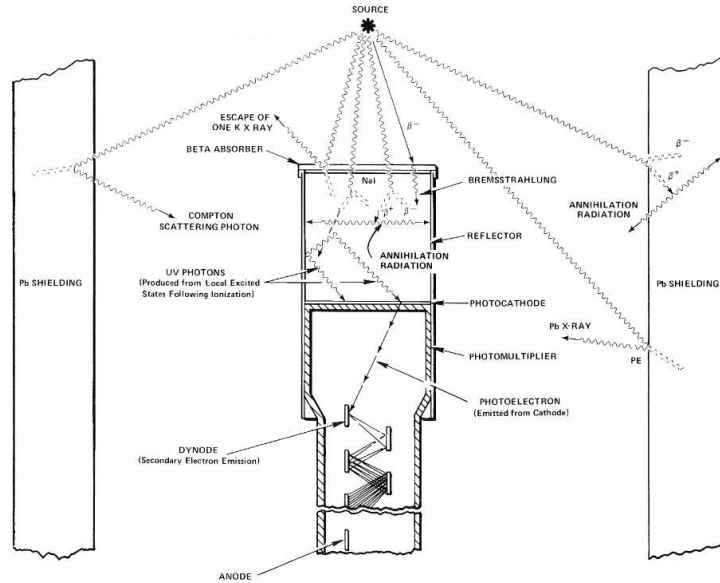 SOURCE
ESCAPE OF
ONE K X RAY
BETA ABSORBER
β−
β−
β+
NaI
BREMSSTRAHLUNG
β+
β−
COMPTON
SCATTERING PHOTON
ANNIHILATION
RADIATION
ANNIHILATION
RADIATION
REFLECTOR
Pb SHIELDING
UV PHOTONS
(Produced from Local Excited
States Following Ionization)
Pb SHIELDING
PHOTOCATHODE
Pb X-RAY
PHOTOMULTIPLIER
PE
PHOTOELECTRON
(Emitted from Cathode)
DYNODE
(Secondary Electron Emission)
ANODE